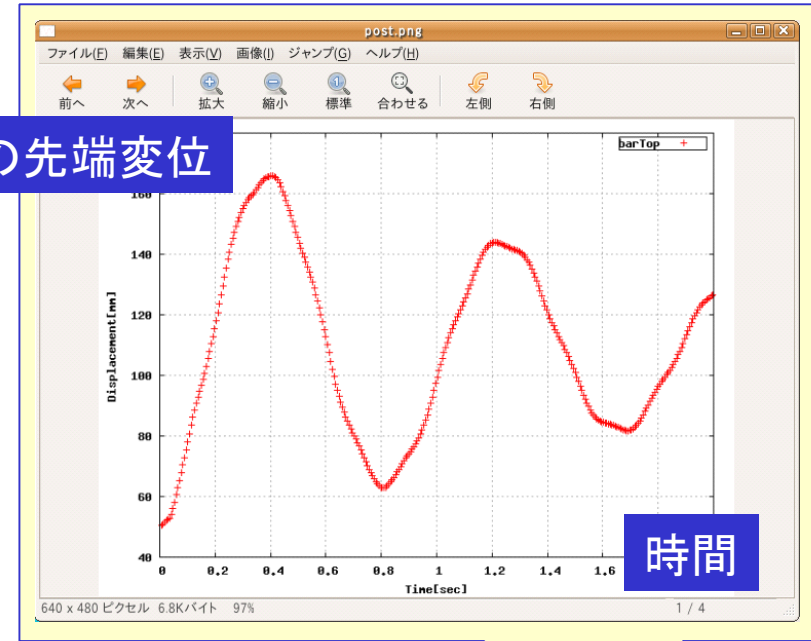 post.png
ファイル(F) 編集(E) 表示(V) 画像(I) ジャンプ(G) ヘルプ(H)
前へ 次へ 拡大 縮小 標準 合わせる 左側 右側
の先端変位
barTop
160
140
120
100
80
60
40
Displacement[mm]
0 0.2 0.4 0.6 0.8 1 1.2 1.4 1.6
時間
Time[sec]
640 x 480 ピクセル 6.8Kバイト 97% 1 / 4